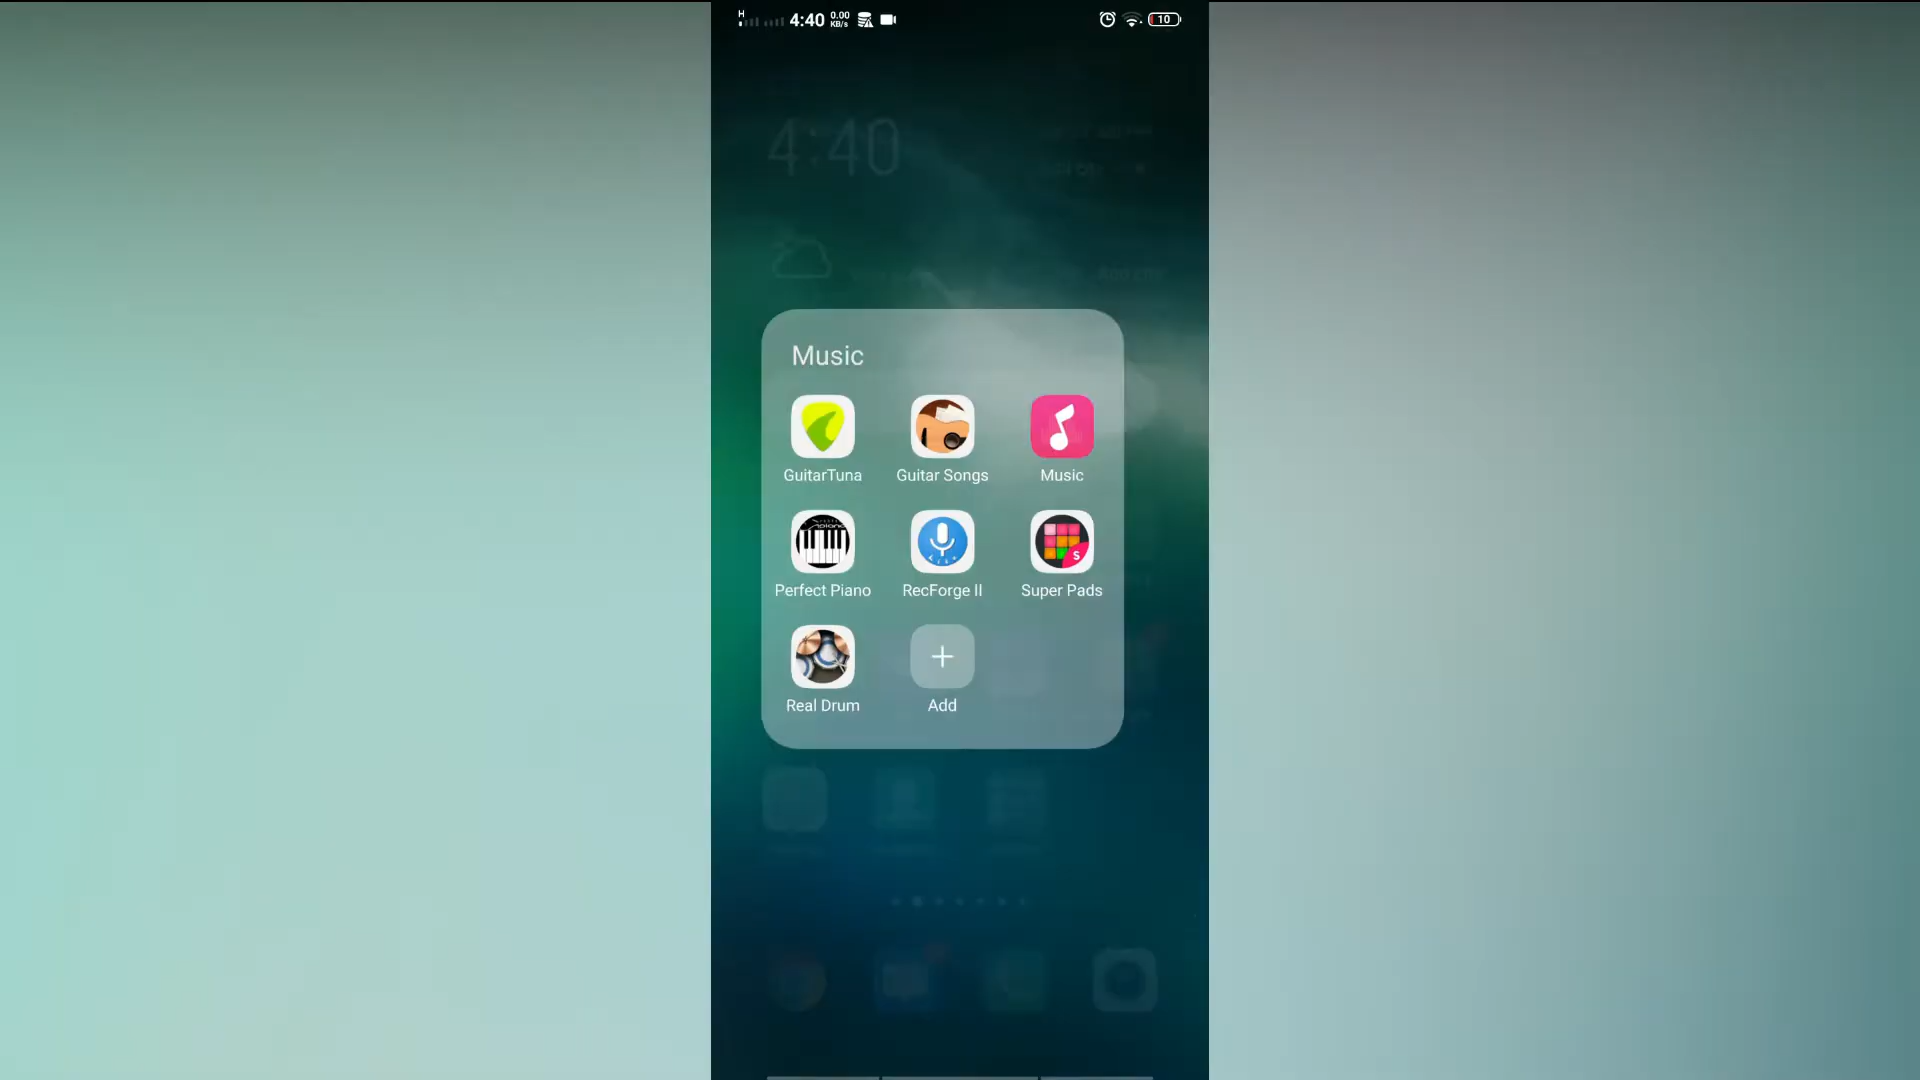 H 4:40 0.00 KB/s 10
4:40
Music
GuitarTuna Guitar Songs Music
Perfect Piano RecForge II Super Pads
Real Drum Add